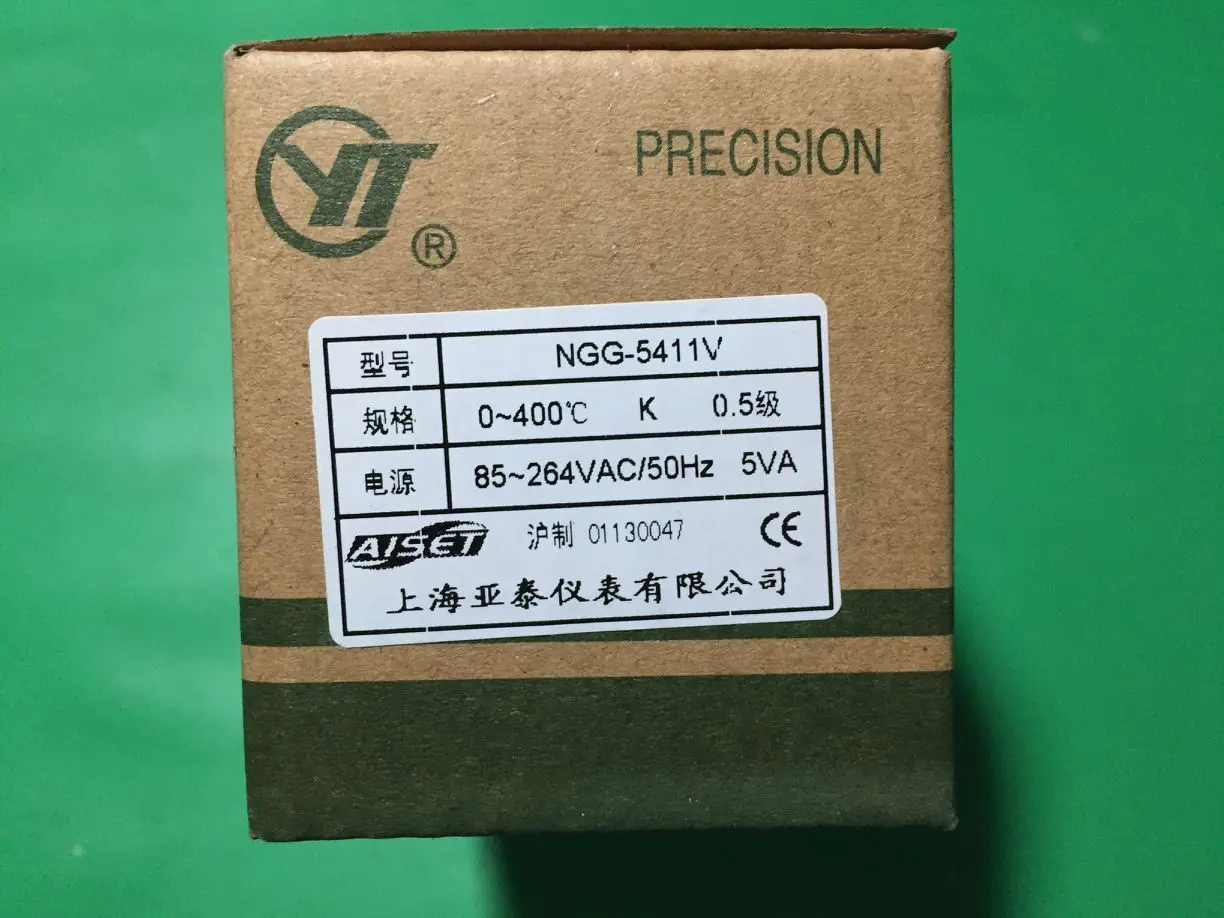 YT
®
PRECISION
型号 NGG-5411V
规格 0~400℃ K 0.5级
电源 85~264VAC/50Hz 5VA
AISET 沪制 01130047 CE
上海亚泰仪表有限公司